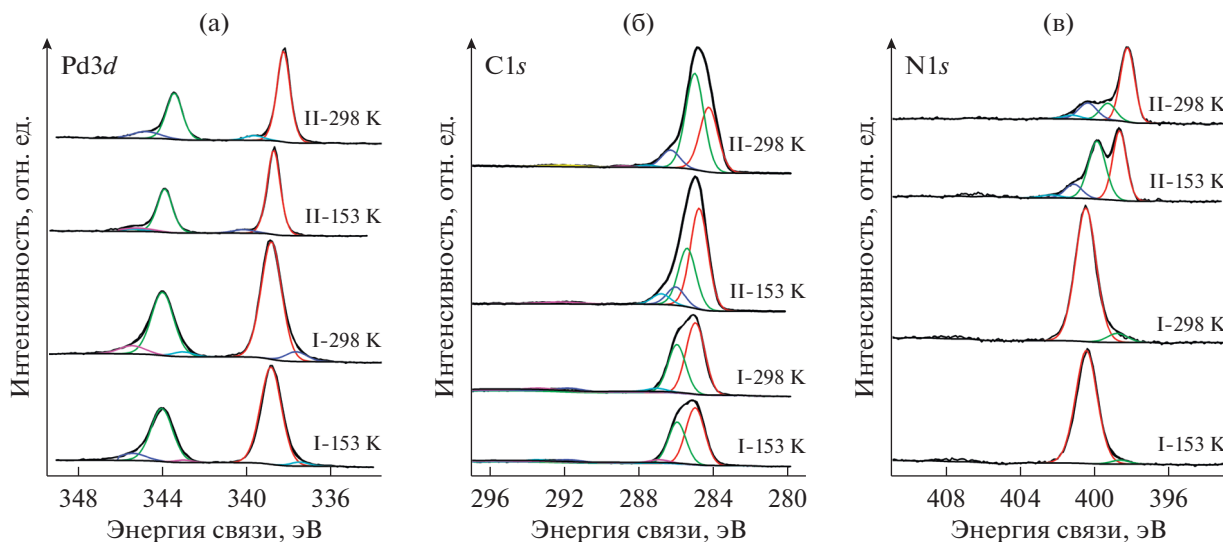 (а)
Интенсивность, отн. ед.
Pd3d
II-298 K
II-153 K
I-298 K
I-153 K
348 344 340 336
Энергия связи, эВ
(б)
Интенсивность, отн. ед.
C1s
II-298 K
II-153 K
I-298 K
I-153 K
296 292 288 284 280
Энергия связи, эВ
(в)
Интенсивность, отн. ед.
N1s
II-298 K
II-153 K
I-298 K
I-153 K
408 404 400 396
Энергия связи, эВ